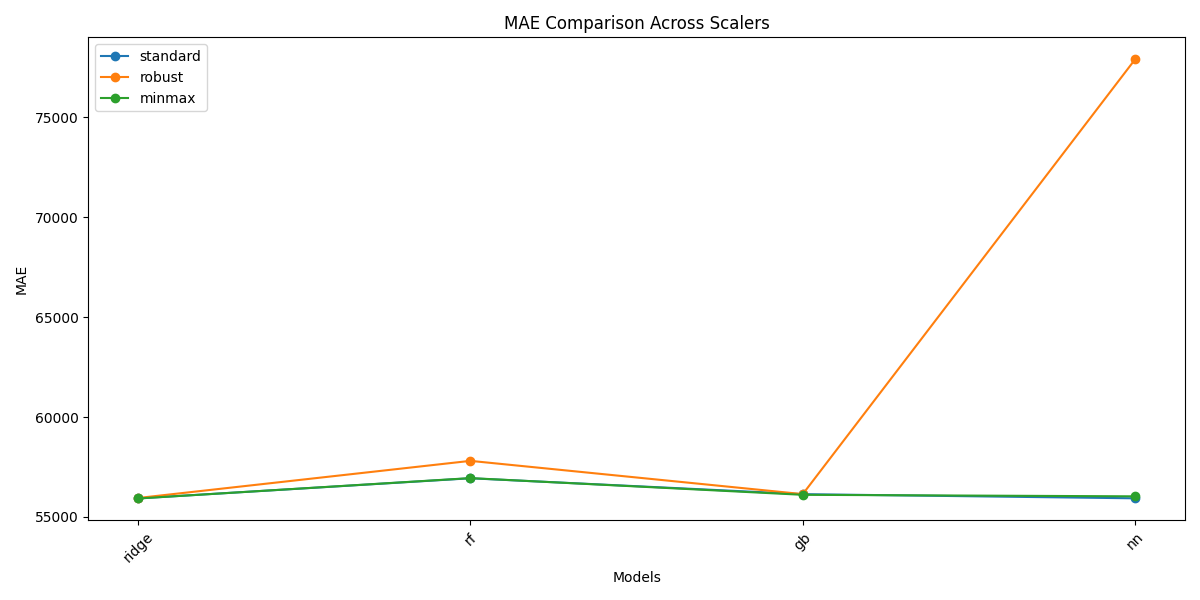 MAE Comparison Across Scalers
standard
robust
minmax
75000
70000
65000
60000
55000
MAE
ridge
rf
gb
nn
Models